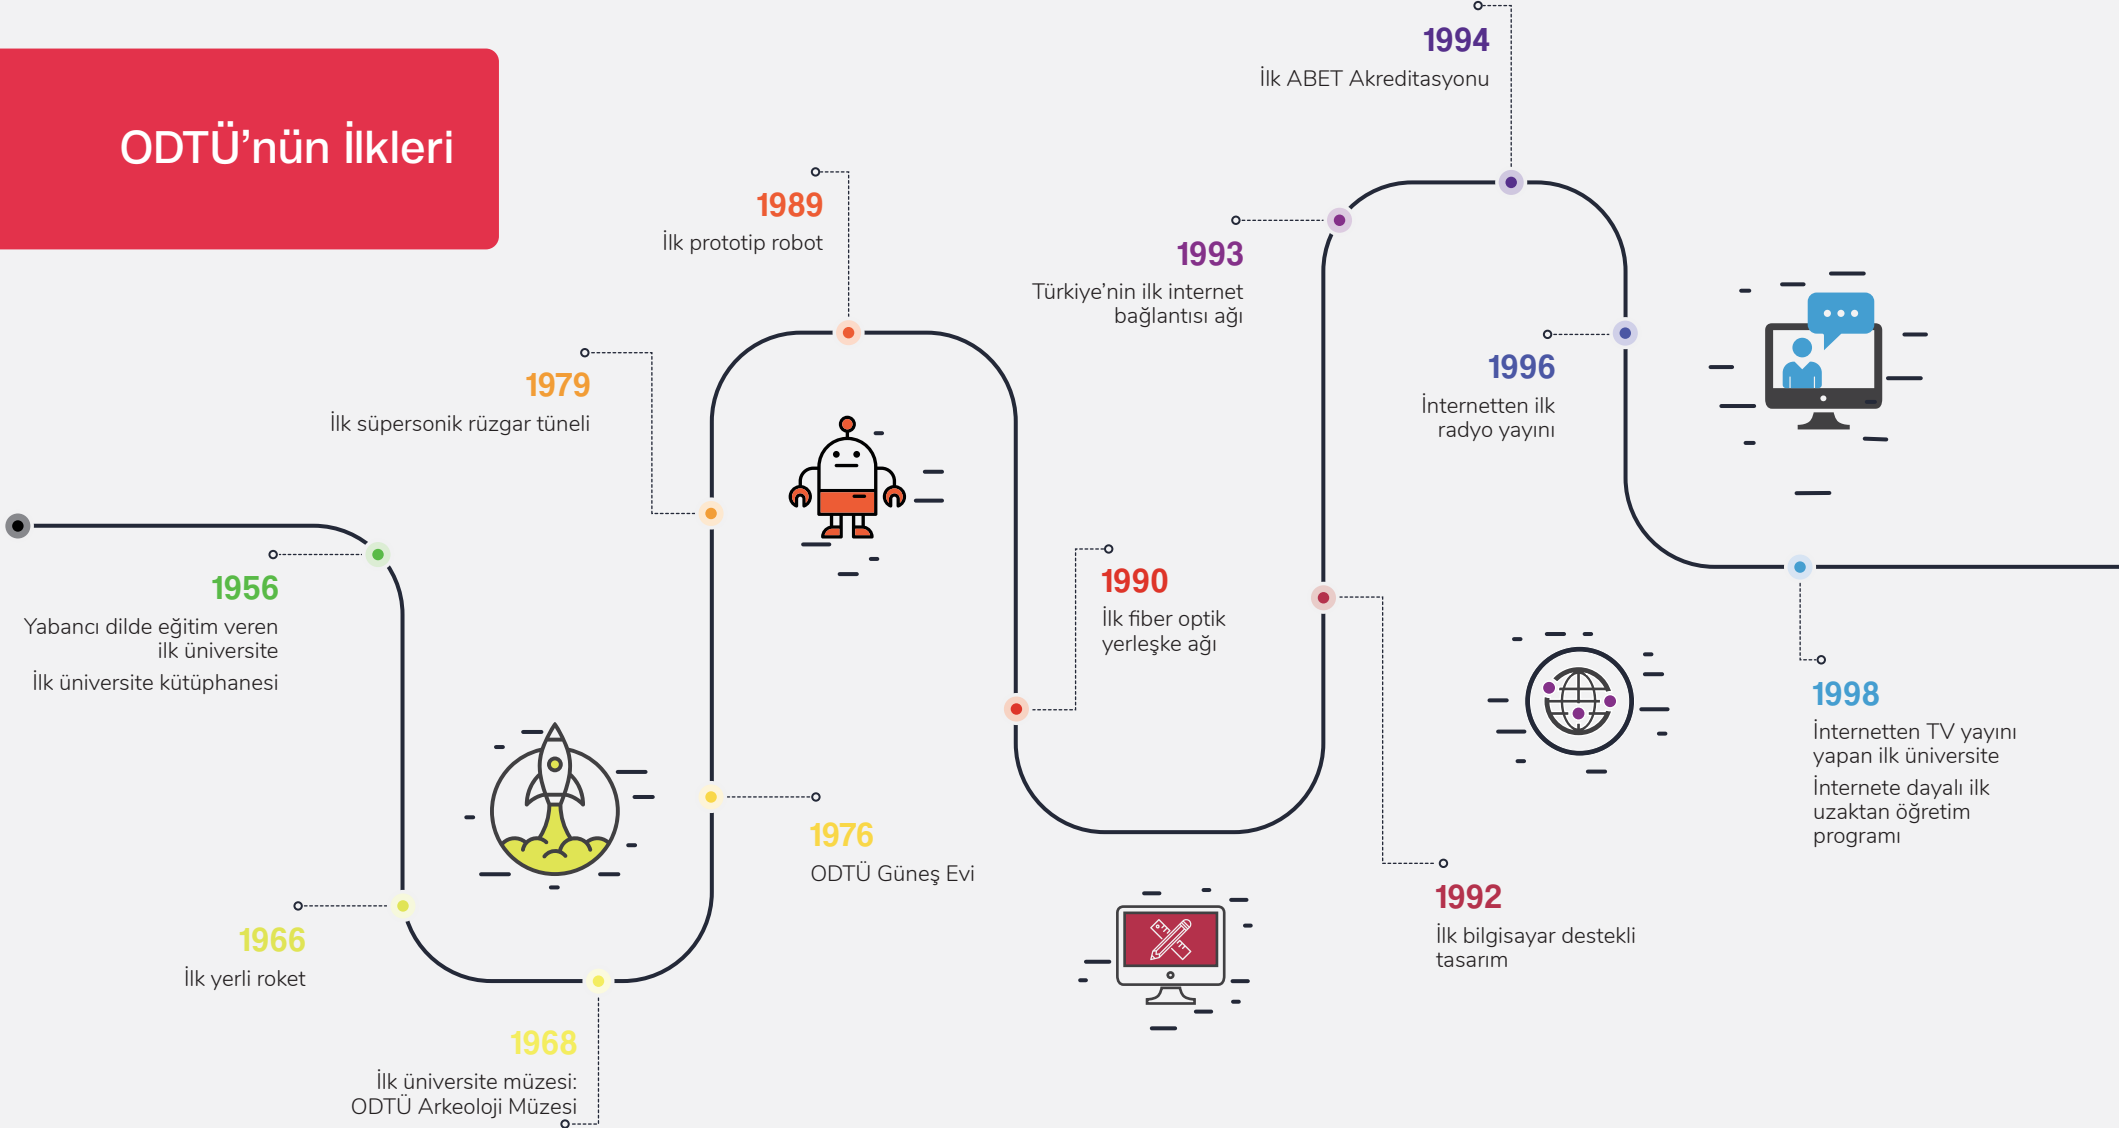 ODTÜ’nün İlkleri
1956
Yabancı dilde eğitim veren
ilk üniversite
İlk üniversite kütüphanesi
1966
İlk yerli roket
1968
İlk üniversite müzesi:
ODTÜ Arkeoloji Müzesi
1976
ODTÜ Güneş Evi
1979
İlk süpersonik rüzgar tüneli
1989
İlk prototip robot
1990
İlk fiber optik
yerleşke ağı
1992
İlk bilgisayar destekli
tasarım
1993
Türkiye’nin ilk internet
bağlantısı ağı
1994
İlk ABET Akreditasyonu
1996
İnternetten ilk
radyo yayını
1998
İnternetten TV yayını
yapan ilk üniversite
İnternete dayalı ilk
uzaktan öğretim
programı